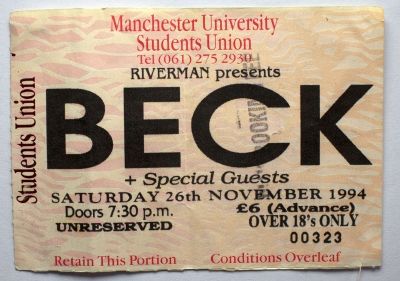 Manchester University
Students Union
Tel (061) 275 2930
RIVERMAN presents
Students Union
BECK
+ Special Guests
SATURDAY 26th NOVEMBER 1994
Doors 7:30 p.m.
£6 (Advance)
UNRESERVED
OVER 18's ONLY
00323
Retain This Portion
Conditions Overleaf